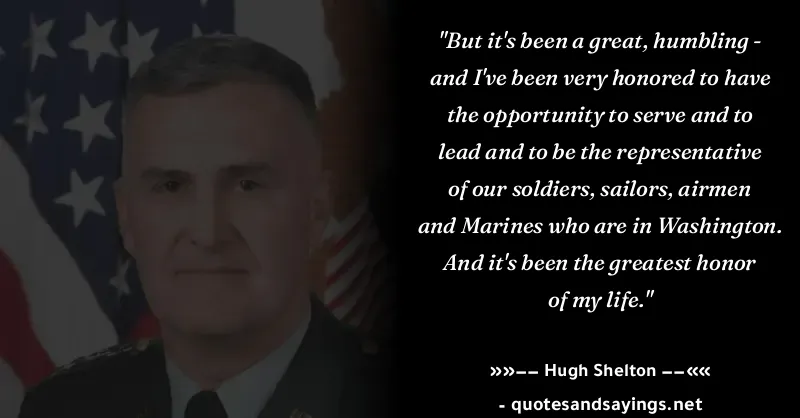 "But it's been a great, humbling -
and I've been very honored to have
the opportunity to serve and to
lead and to be the representative
of our soldiers, sailors, airmen
and Marines who are in Washington.
And it's been the greatest honor
of my life."
»»−− Hugh Shelton −−««
- quotesandsayings.net